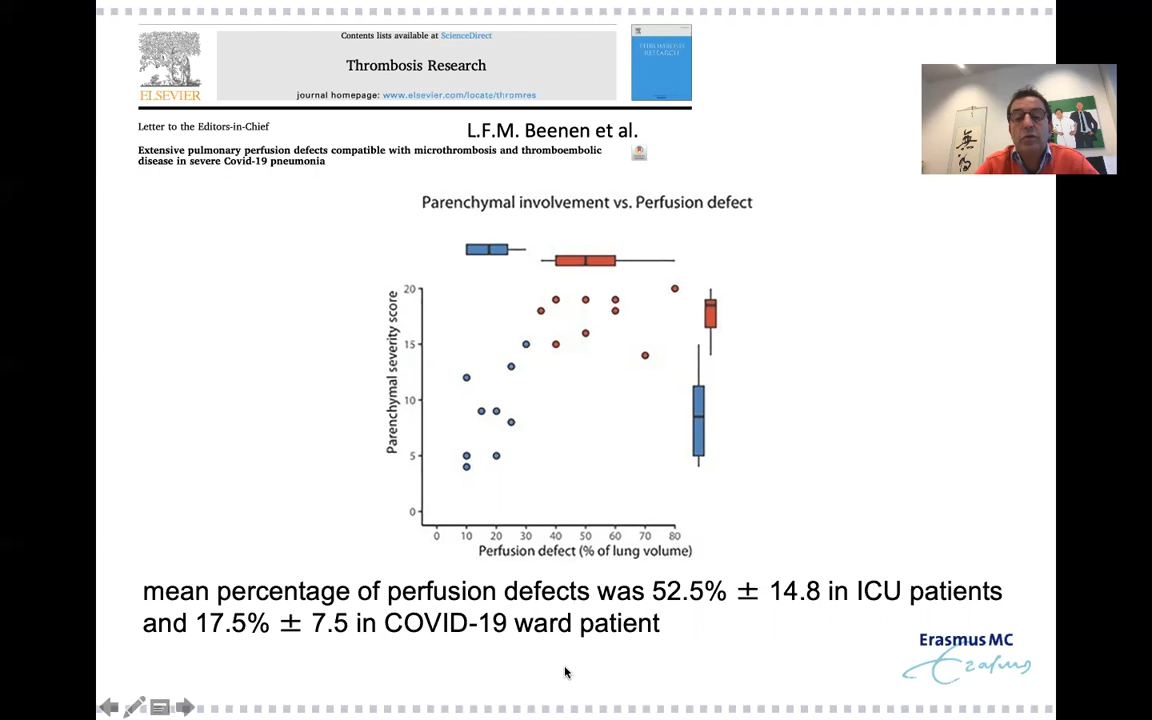 Contents lists available at ScienceDirect
Thrombosis Research
journal homepage: www.elsevier.com/locate/thromres
ELSEVIER
THROMBOSIS
RESEARCH
Letter to the Editors-in-Chief
L.F.M. Beenen et al.
Extensive pulmonary perfusion defects compatible with microthrombosis and thromboembolic
disease in severe Covid-19 pneumonia
Parenchymal involvement vs. Perfusion defect
Parenchymal severity score
20
15
10
5
0
0 10 20 30 40 50 60 70 80
Perfusion defect (% of lung volume)
mean percentage of perfusion defects was 52.5% ± 14.8 in ICU patients
and 17.5% ± 7.5 in COVID-19 ward patient
Erasmus MC
Erasmus
無